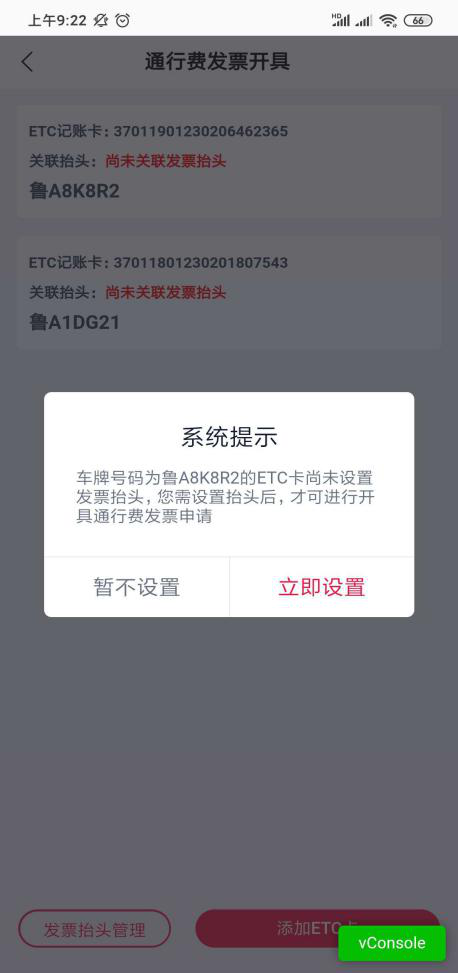 上午9:22
HD
66
通行费发票开具
ETC记账卡：37011901230206462365
关联抬头：尚未关联发票抬头
鲁A8K8R2
ETC记账卡：37011801230201807543
关联抬头：尚未关联发票抬头
鲁A1DG21
系统提示
车牌号码为鲁A8K8R2的ETC卡尚未设置
发票抬头，您需设置抬头后，才可进行开
具通行费发票申请
暂不设置
立即设置
发票抬头管理
添加ETC卡
vConsole